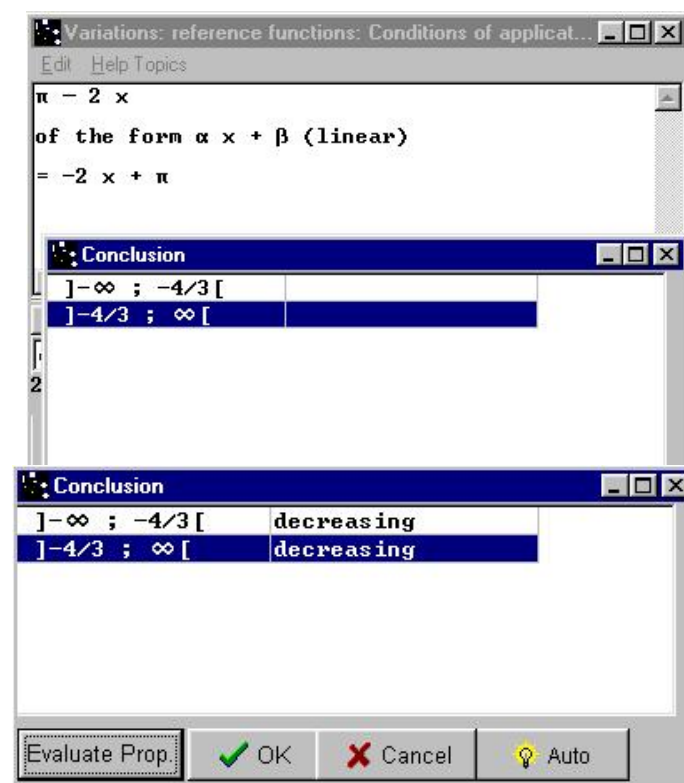 Variations: reference functions: Conditions of applicat...
Edit Help Topics
π - 2 x
of the form α x + β (linear)
= -2 x + π
Conclusion
]-∞ ; -4/3[
]-4/3 ; ∞[
2
Conclusion
]-∞ ; -4/3[ decreasing
]-4/3 ; ∞[ decreasing
Evaluate Prop. OK Cancel Auto